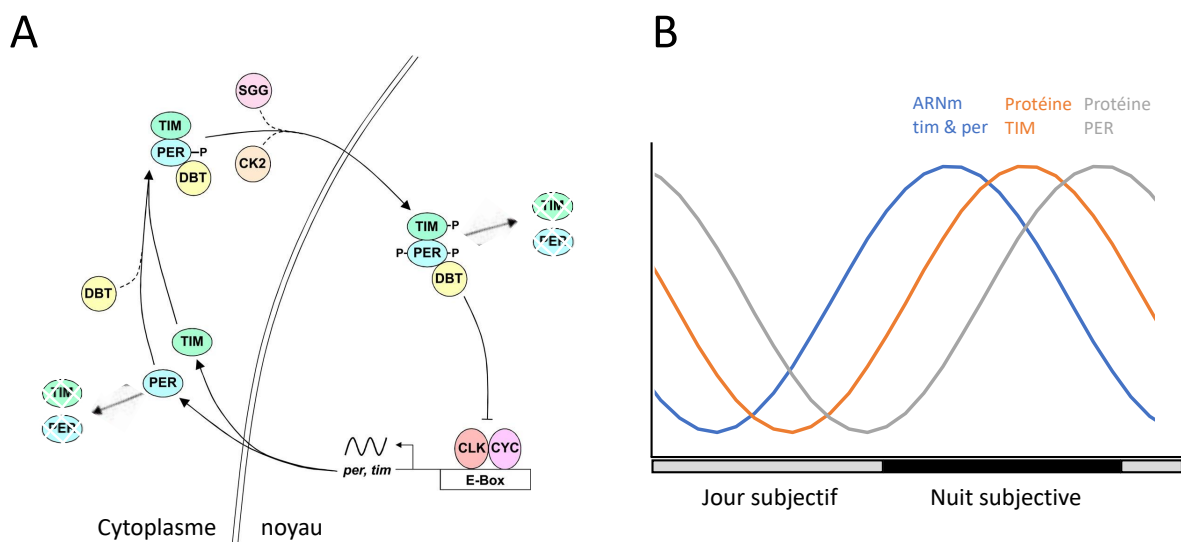 A
SGG
TIM
PER
P
DBT
CK2
TIM
P
P
PER
P
DBT
TIM
PER
DBT
TIM
PER
TIM
PER
CLK
CYC
per, tim
E-Box
Cytoplasme
noyau
B
ARNm
tim & per
Protéine
TIM
Protéine
PER
Jour subjectif
Nuit subjective